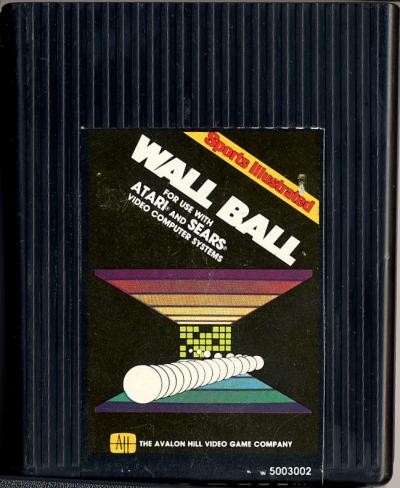 Sports Illustrated
WALL BALL
FOR USE WITH
ATARI® AND SEARS®
VIDEO COMPUTER SYSTEMS
AH THE AVALON HILL VIDEO GAME COMPANY
5003002